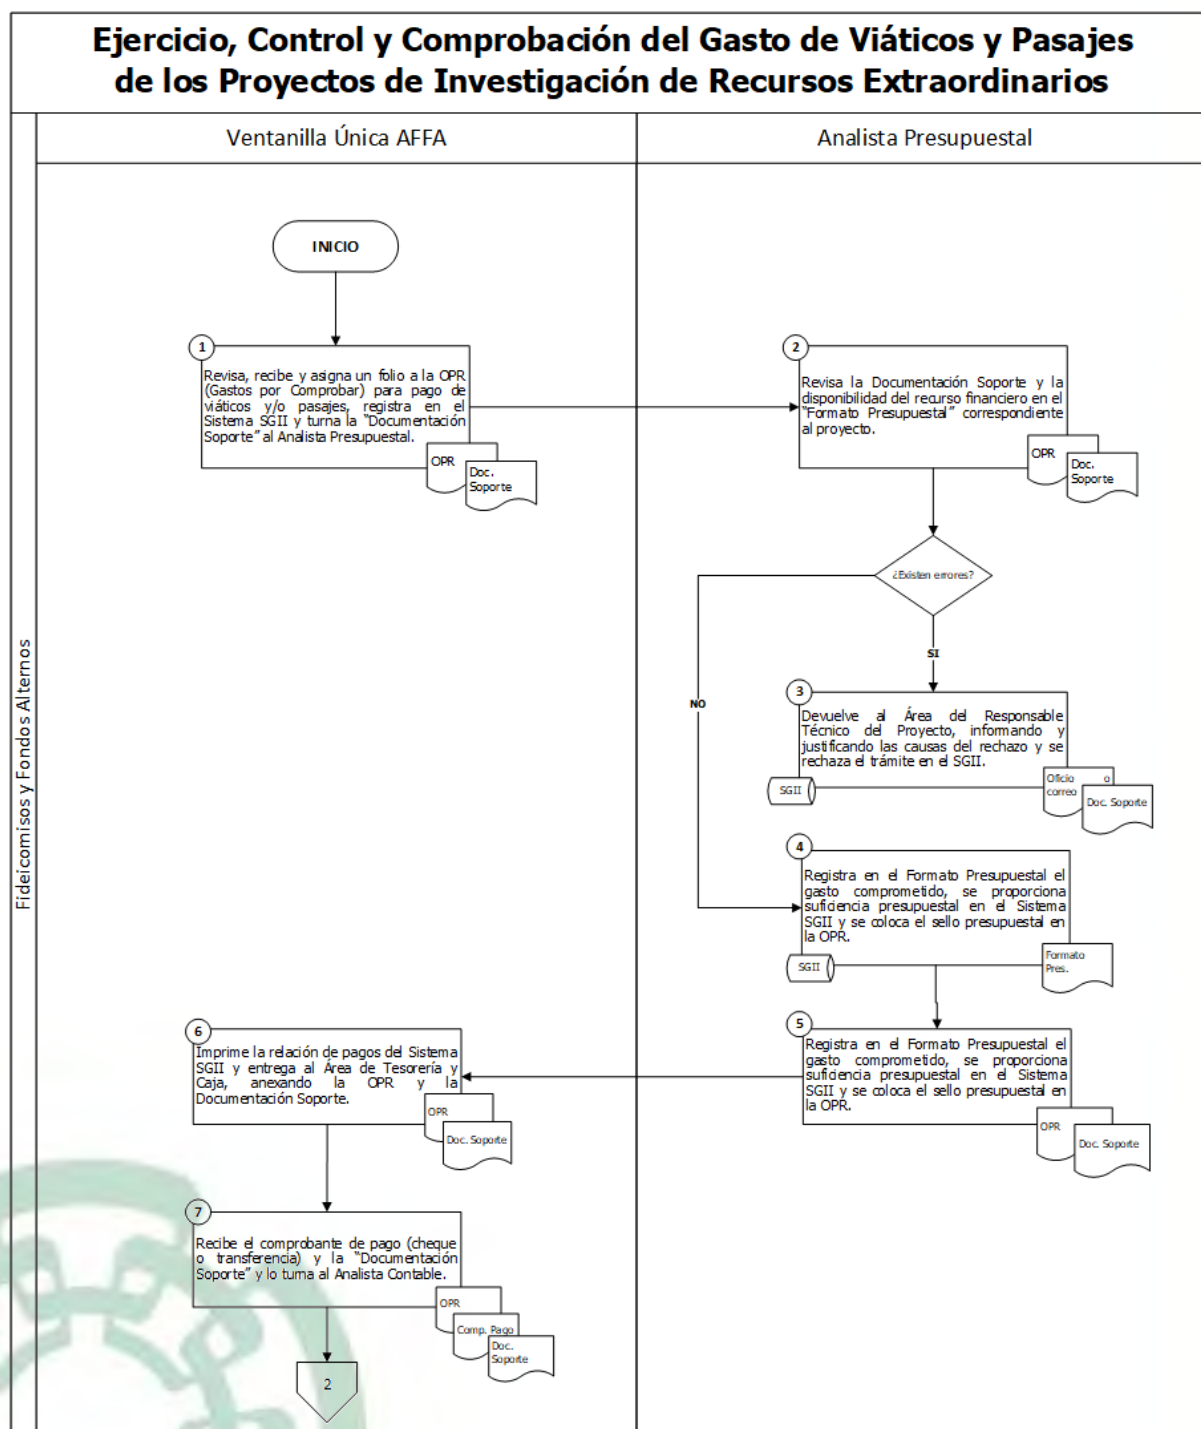 Ejercicio, Control y Comprobación del Gasto de Viáticos y Pasajes
de los Proyectos de Investigación de Recursos Extraordinarios
Ventanilla Única AFFA
Analista Presupuestal
Fideicomisos y Fondos Alternos
INICIO
1
Revisa, recibe y asigna un folio a la OPR
(Gastos por Comprobar) para pago de
viáticos y/o pasajes, registra en el
Sistema SGII y turna la “Documentación
Soporte” al Analista Presupuestal.
OPR
Doc.
Soporte
2
Revisa la Documentación Soporte y la
disponibilidad del recurso financiero en el
“Formato Presupuestal” correspondiente
al proyecto.
OPR
Doc.
Soporte
¿Existen errores?
SI
NO
3
Devuelve al Área del Responsable
Técnico del Proyecto, informando y
justificando las causas del rechazo y se
rechaza el trámite en el SGII.
SGII
Oficio o
correo
Doc. Soporte
4
Registra en el Formato Presupuestal el
gasto comprometido, se proporciona
suficiencia presupuestal en el Sistema
SGII y se coloca el sello presupuestal en
la OPR.
SGII
Formato
Pres.
5
Registra en el Formato Presupuestal el
gasto comprometido, se proporciona
suficiencia presupuestal en el Sistema
SGII y se coloca el sello presupuestal en
la OPR.
OPR
Doc. Soporte
6
Imprime la relación de pagos del Sistema
SGII y entrega al Área de Tesorería y
Caja, anexando la OPR y la
Documentación Soporte.
OPR
Doc. Soporte
7
Recibe el comprobante de pago (cheque
o transferencia) y la “Documentación
Soporte” y lo turna al Analista Contable.
OPR
Comp. Pago
Doc.
Soporte
2